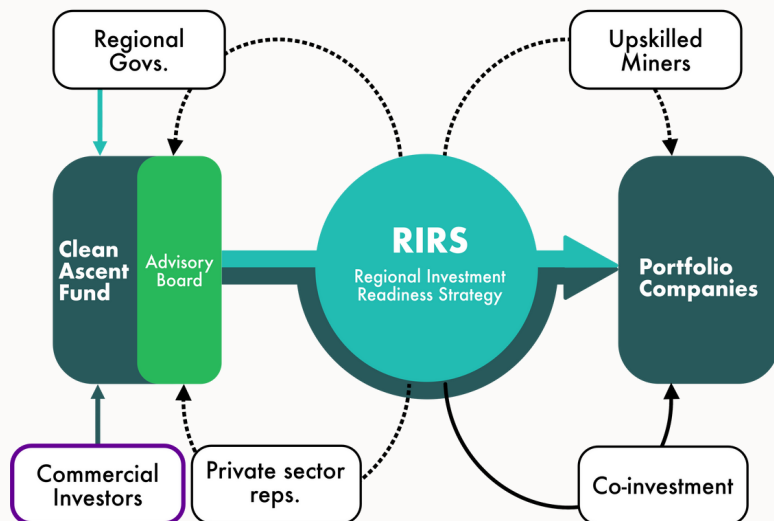 Regional
Govs.
Upskilled
Miners
Clean
Ascent
Fund
Advisory
Board
RIRS
Regional Investment
Readiness Strategy
Portfolio
Companies
Commercial
Investors
Private sector
reps.
Co-investment